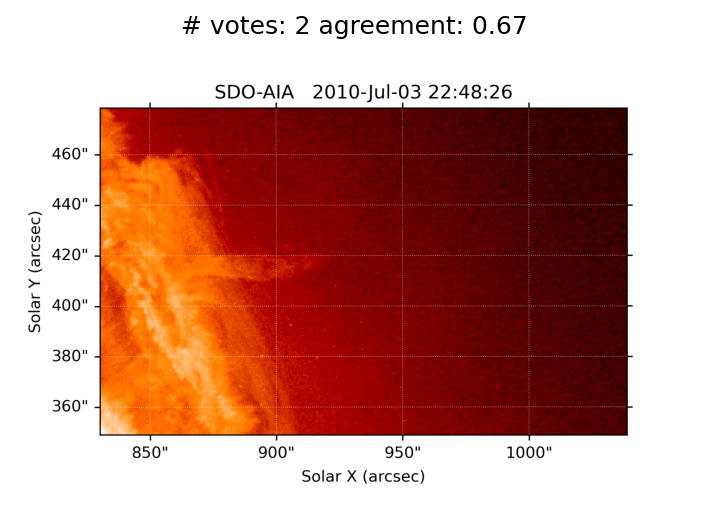 # votes: 2 agreement: 0.67
SDO-AIA 2010-Jul-03 22:48:26
460"
440"
420"
400"
380"
360"
Solar Y (arcsec)
850" 900" 950" 1000"
Solar X (arcsec)